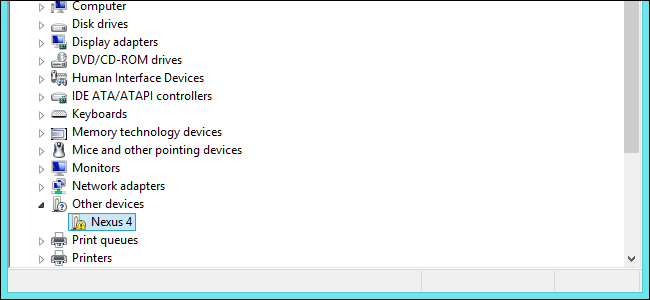 Computer
Disk drives
Display adapters
DVD/CD-ROM drives
Human Interface Devices
IDE ATA/ATAPI controllers
Keyboards
Memory technology devices
Mice and other pointing devices
Monitors
Network adapters
Other devices
Nexus 4
Print queues
Printers